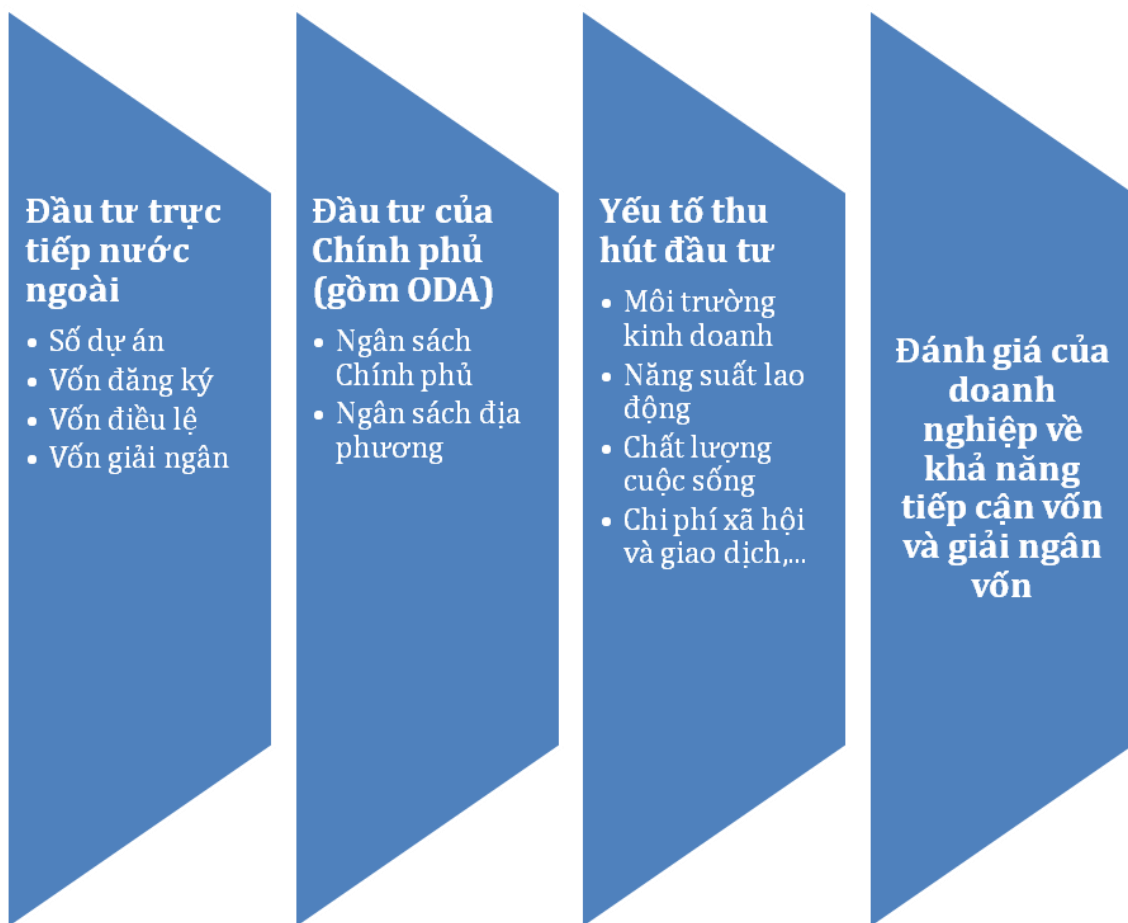 Đầu tư trực
tiếp nước
ngoài
• Số dự án
• Vốn đăng ký
• Vốn điều lệ
• Vốn giải ngân
Đầu tư của
Chính phủ
(gồm ODA)
• Ngân sách
Chính phủ
• Ngân sách địa
phương
Yếu tố thu
hút đầu tư
• Môi trường
kinh doanh
• Năng suất lao
động
• Chất lượng
cuộc sống
• Chi phí xã hội
và giao dịch,...
Đánh giá của
doanh
nghiệp về
khả năng
tiếp cận vốn
và giải ngân
vốn